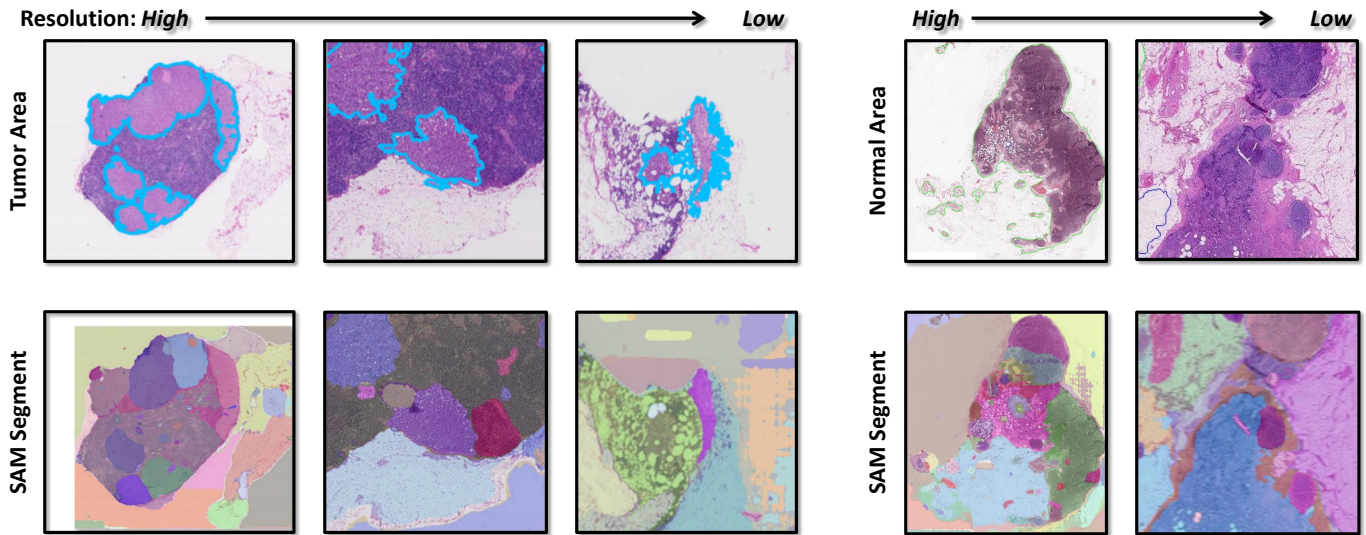 Resolution: High Low
High Low
Tumor Area
Normal Area
SAM Segment
SAM Segment